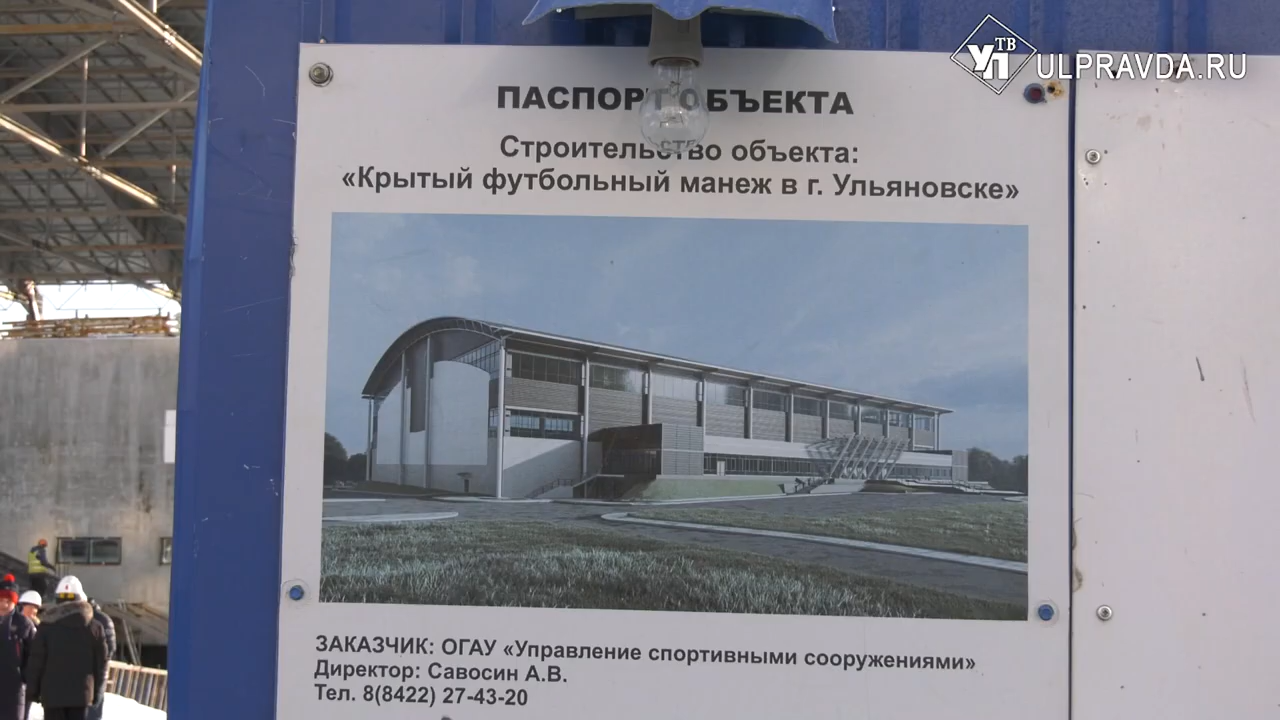 УП ТВ ULPRAVDA.RU
ПАСПОРТ ОБЪЕКТА
Строительство объекта:
«Крытый футбольный манеж в г. Ульяновске»
ЗАКАЗЧИК: ОГАУ «Управление спортивными сооружениями»
Директор: Савосин А.В.
Тел. 8(8422) 27-43-20